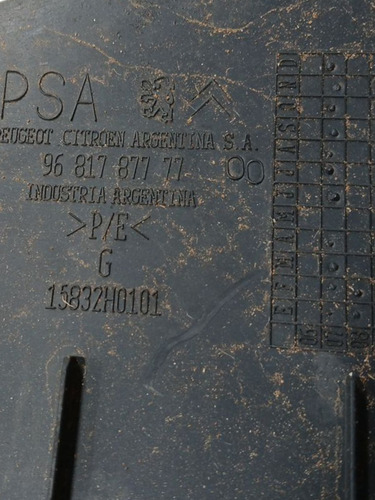 PSA
PEUGEOT CITROEN ARGENTINA S.A.
96 817 877 77 00
INDUSTRIA ARGENTINA
>P/E<
G
15832H0101
E F M A M J J A S O N D